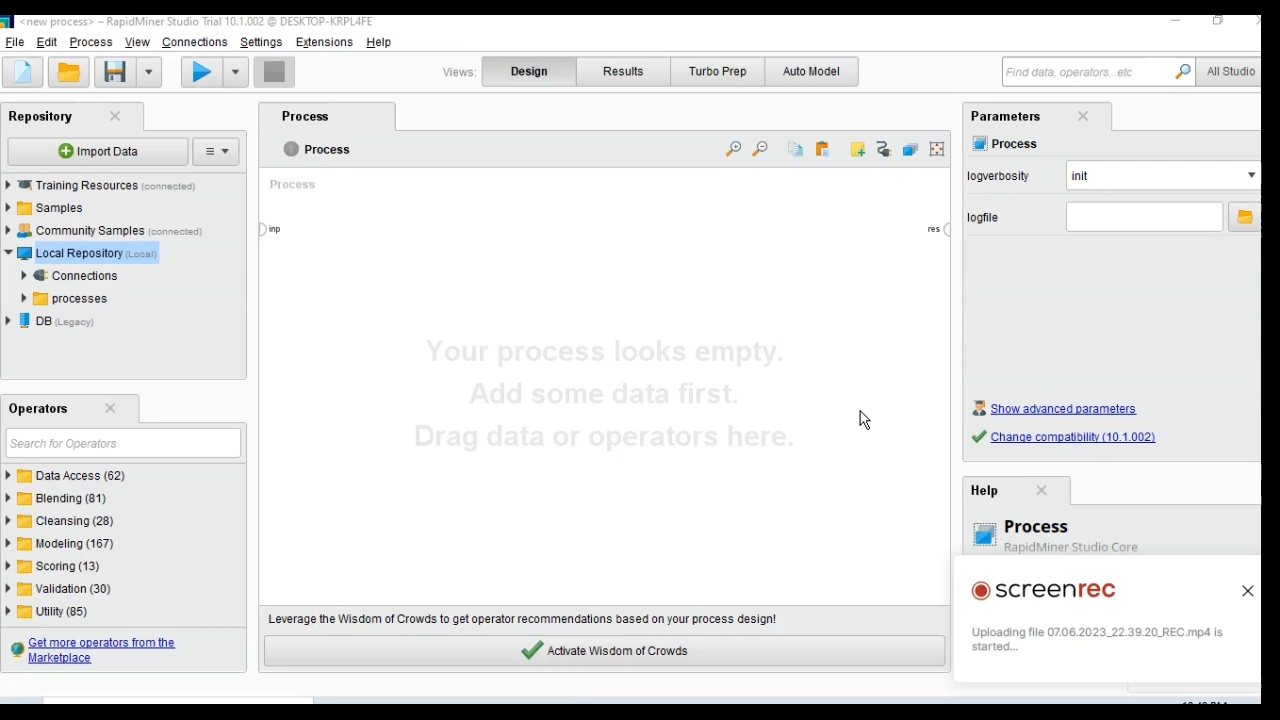 <new process> – RapidMiner Studio Trial 10.1.002 @ DESKTOP-KRPL4FE
File Edit Process View Connections Settings Extensions Help
Views: Design Results Turbo Prep Auto Model
Find data, operators...etc
All Studio
Repository
Import Data
Training Resources (connected)
Samples
Community Samples (connected)
Local Repository (Local)
Connections
processes
DB (Legacy)
Operators
Search for Operators
Data Access (62)
Blending (81)
Cleansing (28)
Modeling (167)
Scoring (13)
Validation (30)
Utility (85)
Get more operators from the
Marketplace
Process
Process
Process
inp
res
Your process looks empty.
Add some data first.
Drag data or operators here.
Leverage the Wisdom of Crowds to get operator recommendations based on your process design!
Activate Wisdom of Crowds
Parameters
Process
logverbosity
init
logfile
Show advanced parameters
Change compatibility (10.1.002)
Help
Process
RapidMiner Studio Core
screenrec
Uploading file 07.06.2023_22.39.20_REC.mp4 is
started...